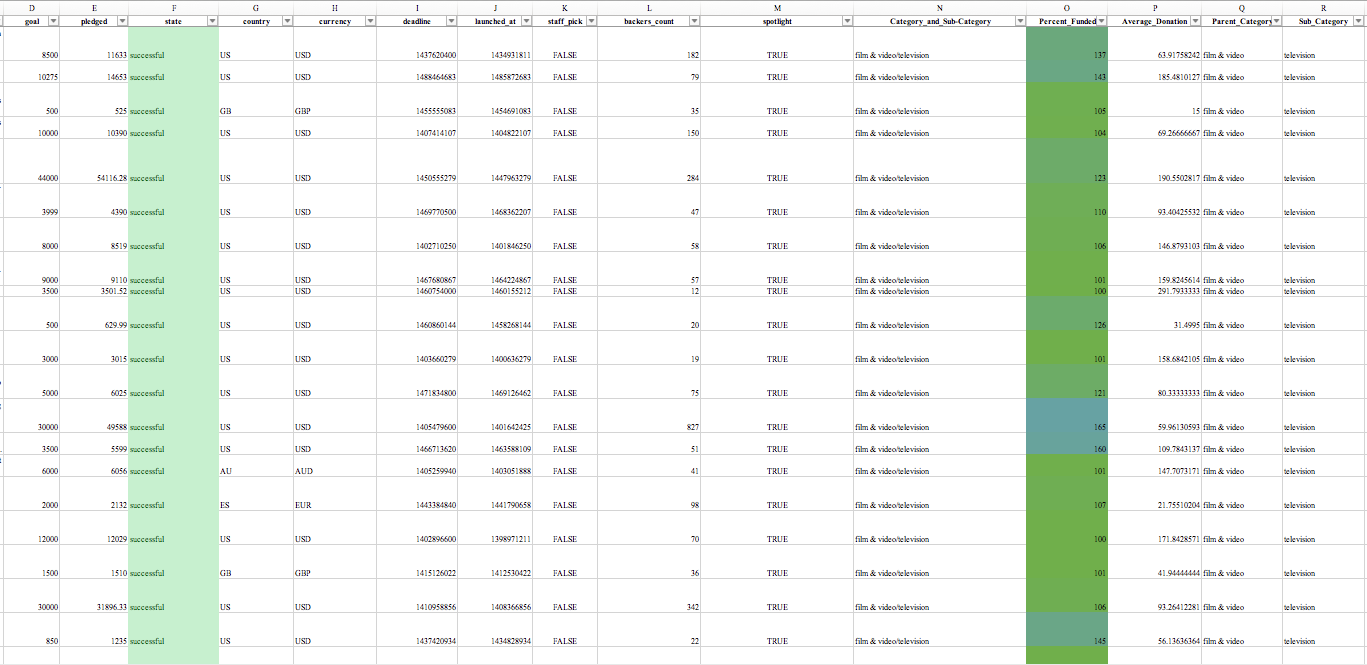 D E F G H I J K L M N O P Q R
goal pledged state country currency deadline launched_at staff_pick backers_count spotlight Category_and_Sub-Category Percent_Funded Average_Donation Parent_Category Sub_Category
8500 11633 successful US USD 1437620400 1434931811 FALSE 182 TRUE film & video/television 137 63.91758242 film & video television
10275 14653 successful US USD 1488464683 1485872683 FALSE 79 TRUE film & video/television 143 185.4810127 film & video television
500 525 successful GB GBP 1455555083 1454691083 FALSE 35 TRUE film & video/television 105 15 film & video television
10000 10390 successful US USD 1407414107 1404822107 FALSE 150 TRUE film & video/television 104 69.26666667 film & video television
44000 54116.28 successful US USD 1450555279 1447963279 FALSE 284 TRUE film & video/television 123 190.5502817 film & video television
3999 4390 successful US USD 1469770500 1468362207 FALSE 47 TRUE film & video/television 110 93.40425532 film & video television
8000 8519 successful US USD 1402710250 1401846250 FALSE 58 TRUE film & video/television 106 146.8793103 film & video television
9000 9110 successful US USD 1467680867 1464224867 FALSE 57 TRUE film & video/television 101 159.8245614 film & video television
3500 3501.52 successful US USD 1460754000 1460155212 FALSE 12 TRUE film & video/television 100 291.7933333 film & video television
500 629.99 successful US USD 1460860144 1458268144 FALSE 20 TRUE film & video/television 126 31.4995 film & video television
3000 3015 successful US USD 1403660279 1400636279 FALSE 19 TRUE film & video/television 101 158.6842105 film & video television
5000 6025 successful US USD 1471834800 1469126462 FALSE 75 TRUE film & video/television 121 80.33333333 film & video television
30000 49588 successful US USD 1405479600 1401642425 FALSE 827 TRUE film & video/television 165 59.96130593 film & video television
3500 5599 successful US USD 1466713620 1463588109 FALSE 51 TRUE film & video/television 160 109.7843137 film & video television
6000 6056 successful AU AUD 1405259940 1403051888 FALSE 41 TRUE film & video/television 101 147.7073171 film & video television
2000 2132 successful ES EUR 1443384840 1441790658 FALSE 98 TRUE film & video/television 107 21.75510204 film & video television
12000 12029 successful US USD 1402896600 1398971211 FALSE 70 TRUE film & video/television 100 171.8428571 film & video television
1500 1510 successful GB GBP 1415126022 1412530422 FALSE 36 TRUE film & video/television 101 41.94444444 film & video television
30000 31896.33 successful US USD 1410958856 1408366856 FALSE 342 TRUE film & video/television 106 93.26412281 film & video television
850 1235 successful US USD 1437420934 1434828934 FALSE 22 TRUE film & video/television 145 56.13636364 film & video television